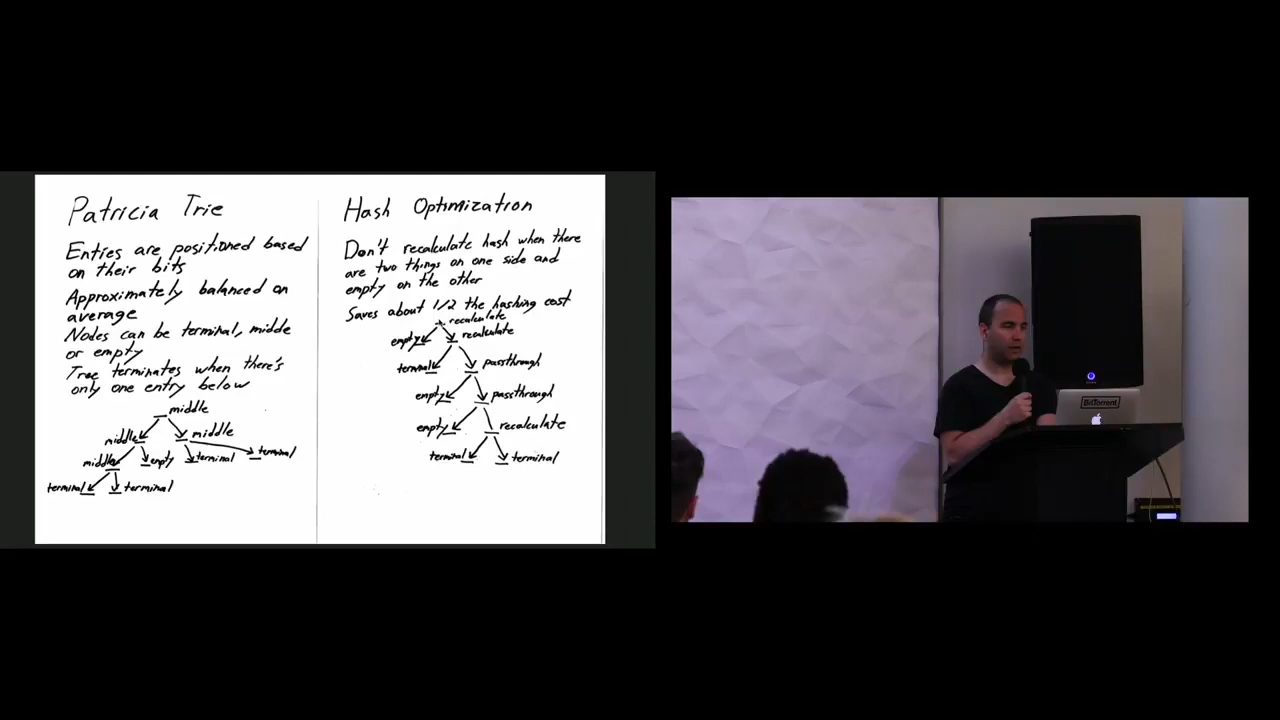 Patricia Trie
Enties are positioned based
on their bits
Approximately balanced on
average
Nodes can be terminal, midde
or empty
Tree terminates when there's
only one entry below
middle
middle
middle
middle
empty
terminal
terminal
terminal
terminal
Hash Optimization
Don't recalculate hash when there
are two things on one side and
empty on the other
Saves about 1/2 the hashing cost
recalculate
empty
recalculate
terminal
passthrough
empty
passthrough
empty
recalculate
terminal
terminal
BitTorrent